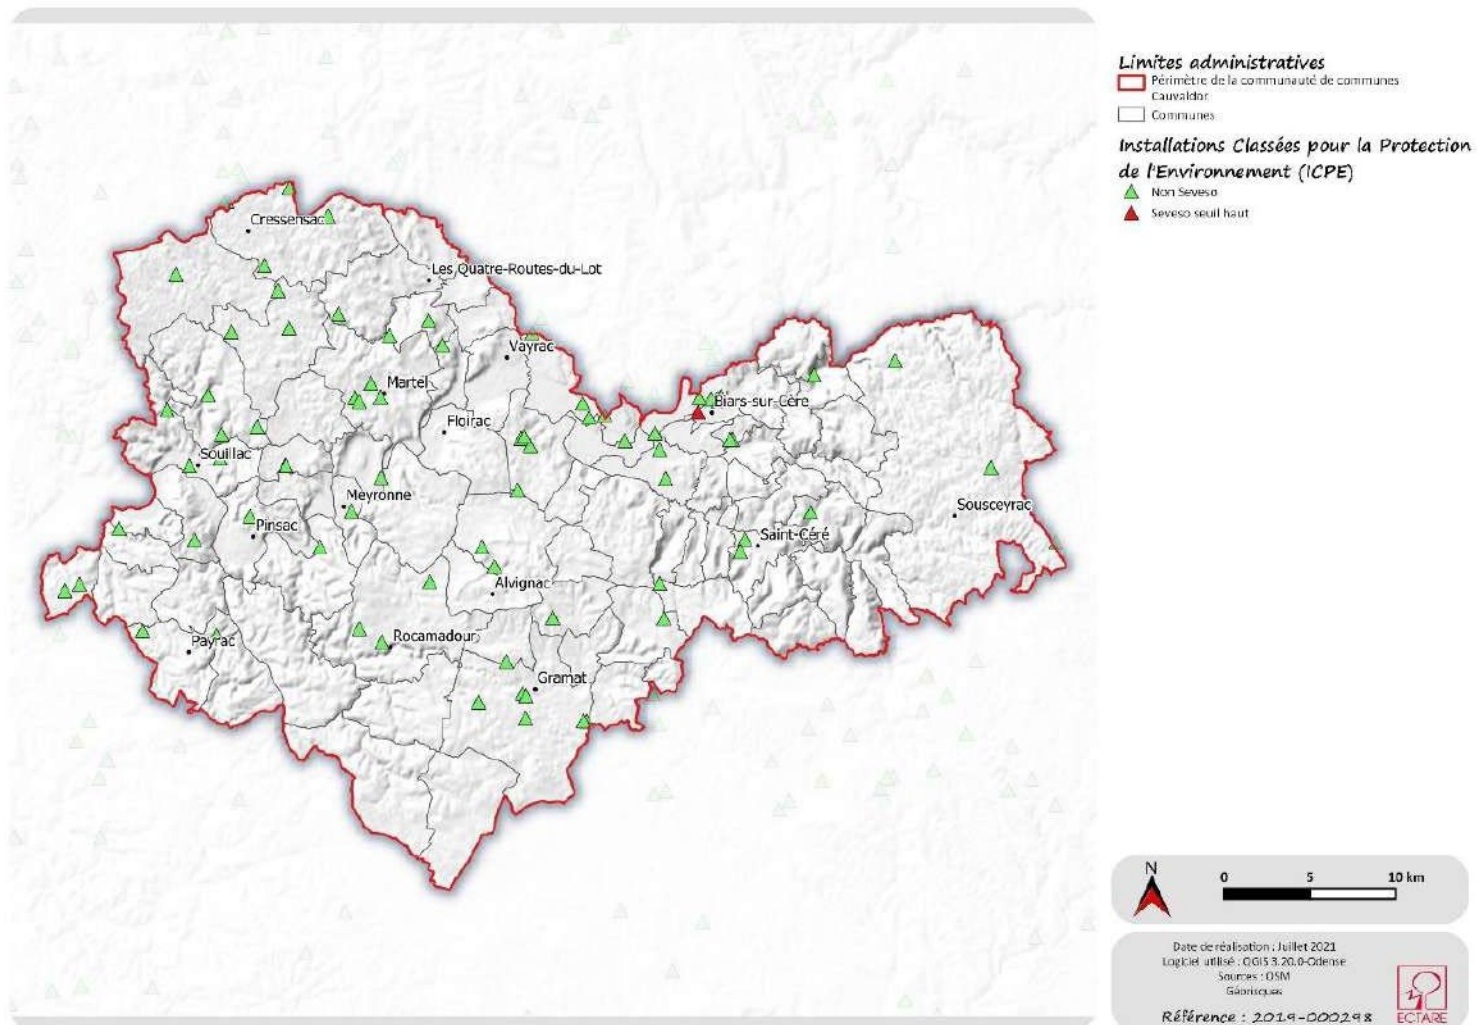 Limites administratives
Périmètre de la communauté de communes
Cauvaldor
Communes
Installations Classées pour la Protection
de l'Environnement (ICPE)
Non Seveso
Seveso seuil haut
Cressensac
Les Quatre-Routes-du-Lot
Vayrac
Martel
Biars-sur-Cère
Floirac
Souillac
Meyronne
Sousceyrac
Pinsac
Saint-Céré
Alvignac
Rocamadour
Payrac
Gramat
N
0 5 10 km
Date de réalisation : Juillet 2021
Logiciel utilisé : QGIS 3.20.0-Odense
Sources : OSM
Géorisques
Référence : 2019-000298
ECTARE